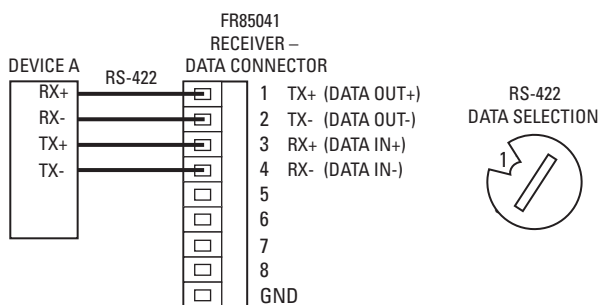 FR85041
RECEIVER –
DATA CONNECTOR
DEVICE A
RS-422
RX+
RX-
TX+
TX-
1 TX+ (DATA OUT+)
2 TX- (DATA OUT-)
3 RX+ (DATA IN+)
4 RX- (DATA IN-)
5
6
7
8
GND
RS-422
DATA SELECTION
1